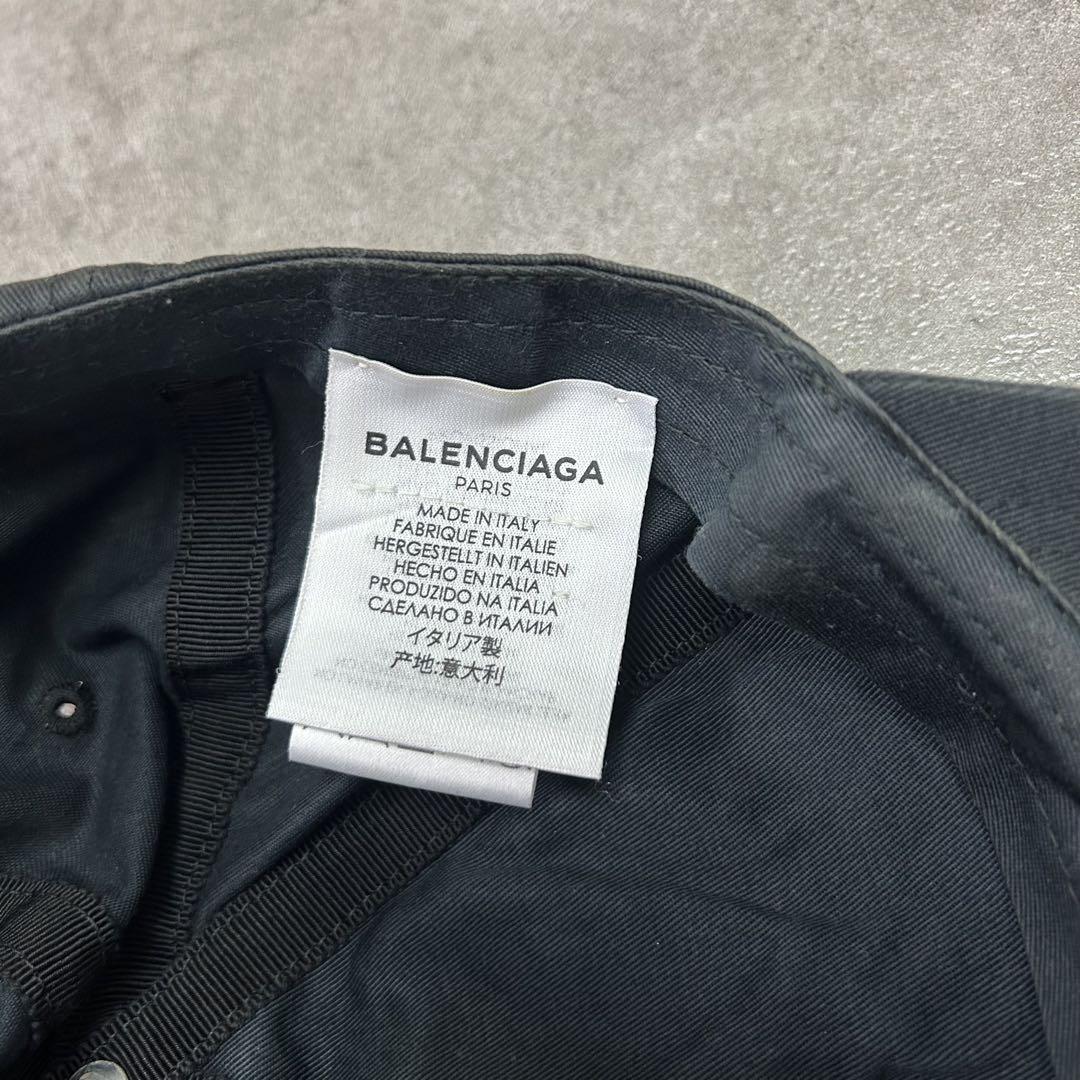 BALENCIAGA
PARIS
MADE IN ITALY
FABRIQUE EN ITALIE
HERGESTELLT IN ITALIEN
HECHO EN ITALIA
PRODUZIDO NA ITALIA
СДЕЛАНО В ИТАЛИИ
イタリア製
产地:意大利